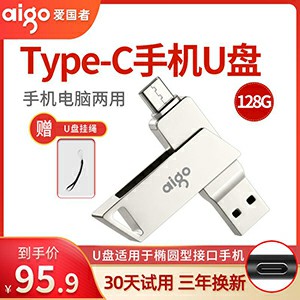 aigo 爱国者
Type-C手机U盘
手机电脑两用
128G
赠
U盘挂绳
aigo
到手价
¥95.9
U盘适用于椭圆型接口手机
30天试用 三年换新